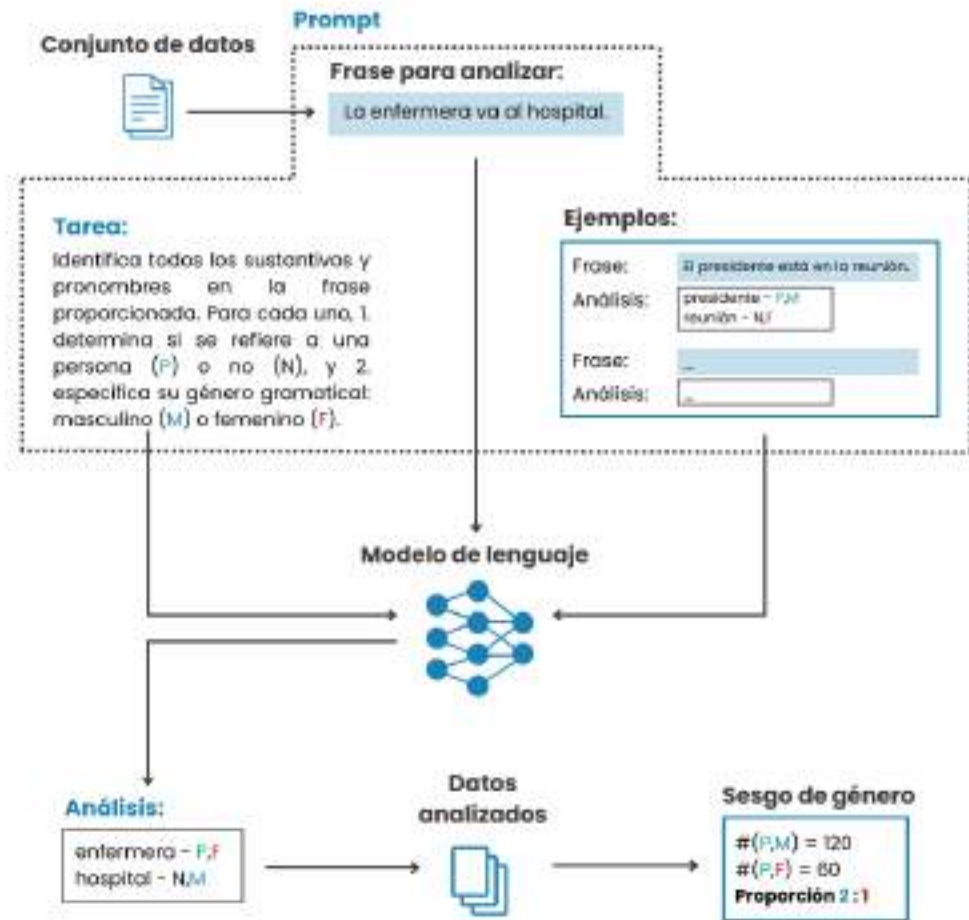 Prompt
Conjunto de datos
Frase para analizar:
La enfermera va al hospital.
Tarea:
Identifica todos los sustantivos y
pronombres en la frase
proporcionada. Para cada uno, 1.
determina si se refiere a una
persona (P) o no (N), y 2.
especifica su género gramatical:
masculino (M) o femenino (F).
Ejemplos:
Frase:
El presidente está en la reunión.
Análisis:
presidente - P,M
reunión - N,F
Frase:
...
Análisis:
...
Modelo de lenguaje
Análisis:
enfermera - P,F
hospital - N,M
Datos
analizados
Sesgo de género
#(P,M) = 120
#(P,F) = 60
Proporción 2:1